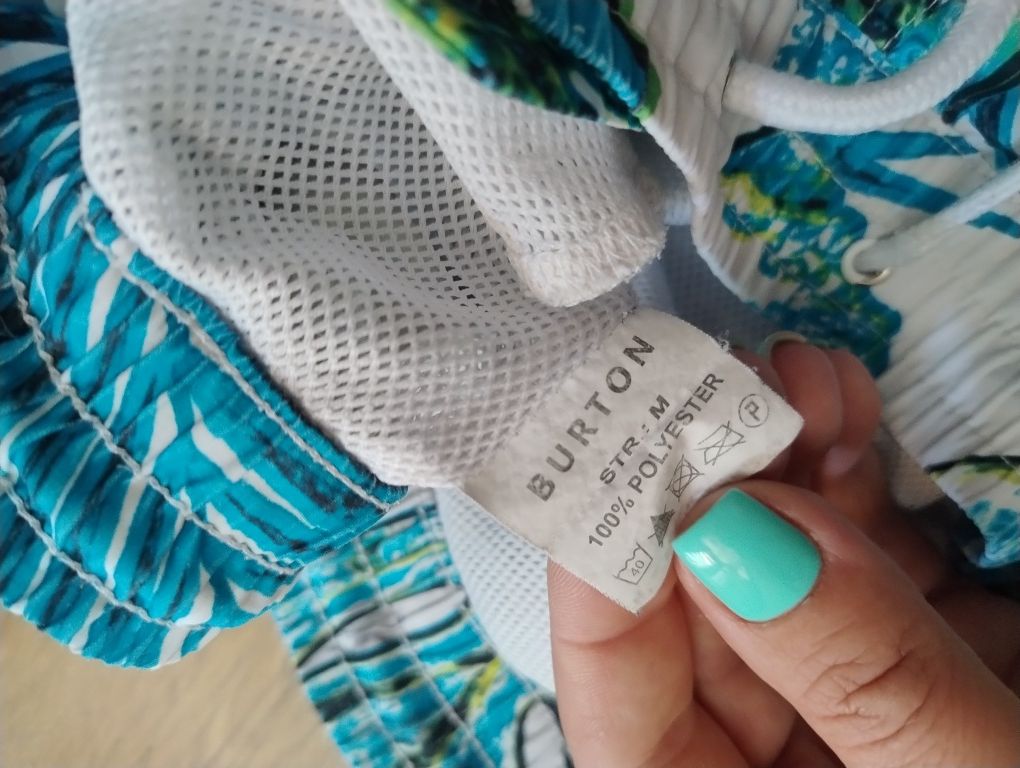 BURTON
STR.: M
100% POLYESTER
40
P